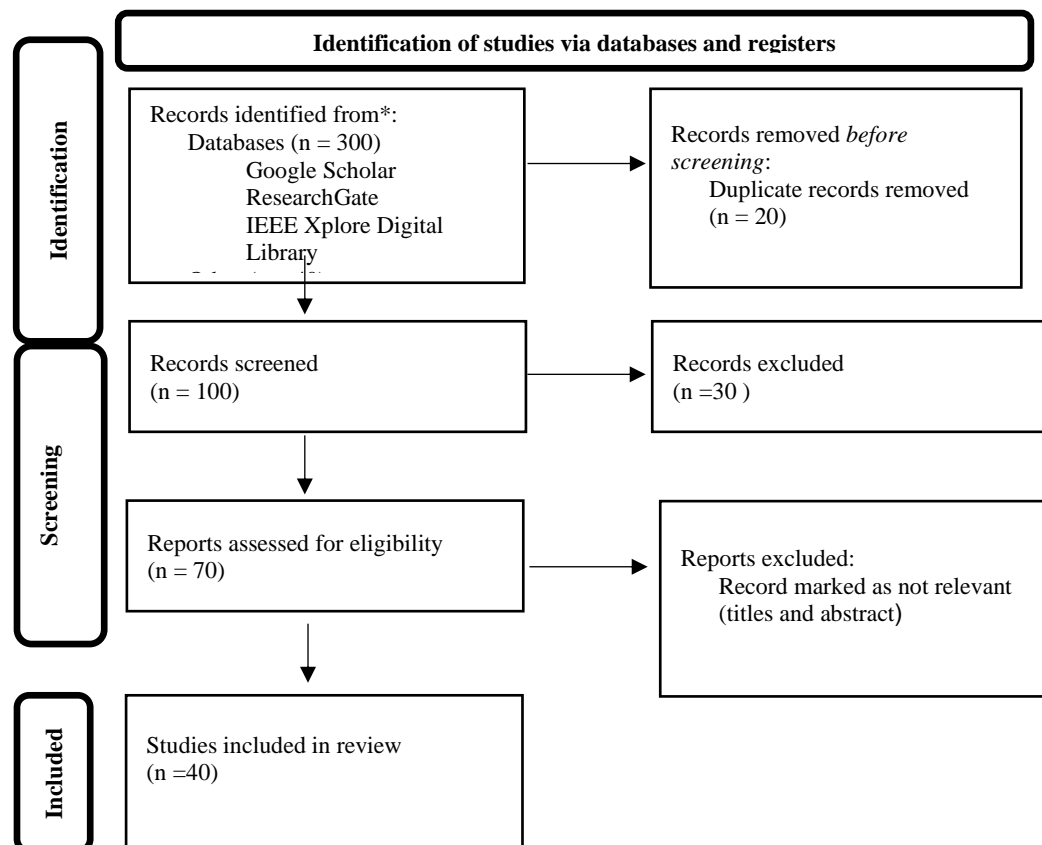 Identification of studies via databases and registers
Identification
Records identified from*:
Databases (n = 300)
Google Scholar
ResearchGate
IEEE Xplore Digital
Library
Records removed before
screening:
Duplicate records removed
(n = 20)
Screening
Records screened
(n = 100)
Records excluded
(n =30 )
Reports assessed for eligibility
(n = 70)
Reports excluded:
Record marked as not relevant
(titles and abstract)
Included
Studies included in review
(n =40)